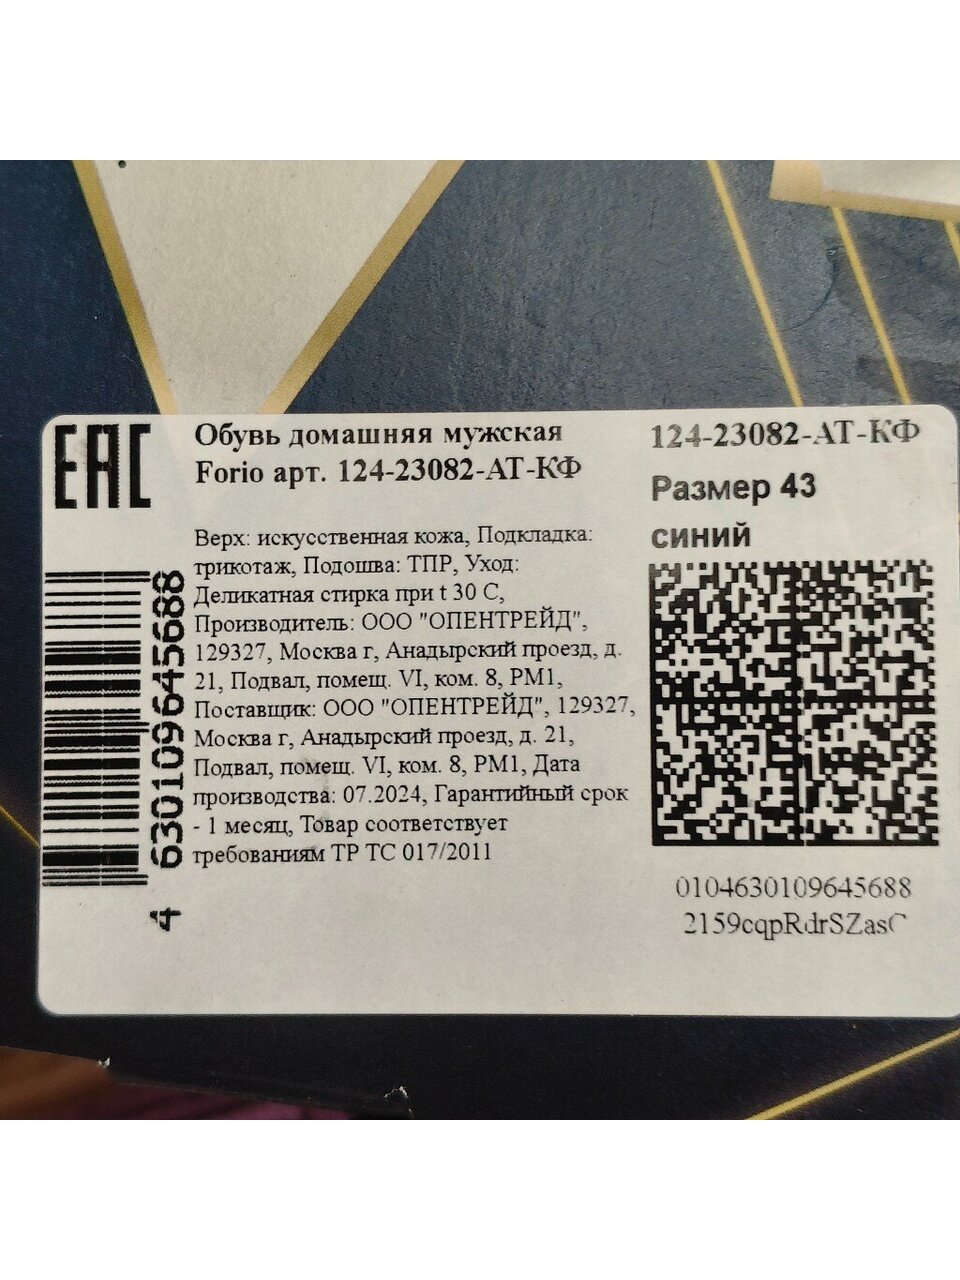 ЕАС
Обувь домашняя мужская
Forio арт. 124-23082-АТ-КФ
Верх: искусственная кожа, Подкладка:
трикотаж, Подошва: ТПР, Уход:
Деликатная стирка при t 30 С,
Производитель: ООО "ОПЕНТРЕЙД",
129327, Москва г, Анадырский проезд, д.
21, Подвал, помещ. VI, ком. 8, РМ1,
Поставщик: ООО "ОПЕНТРЕЙД", 129327,
Москва г, Анадырский проезд, д. 21,
Подвал, помещ. VI, ком. 8, РМ1, Дата
производства: 07.2024, Гарантийный срок
- 1 месяц, Товар соответствует
требованиям ТР ТС 017/2011
4 630109 645688
124-23082-АТ-КФ
Размер 43
синий
0104630109645688
2159cqpRdrSZasC